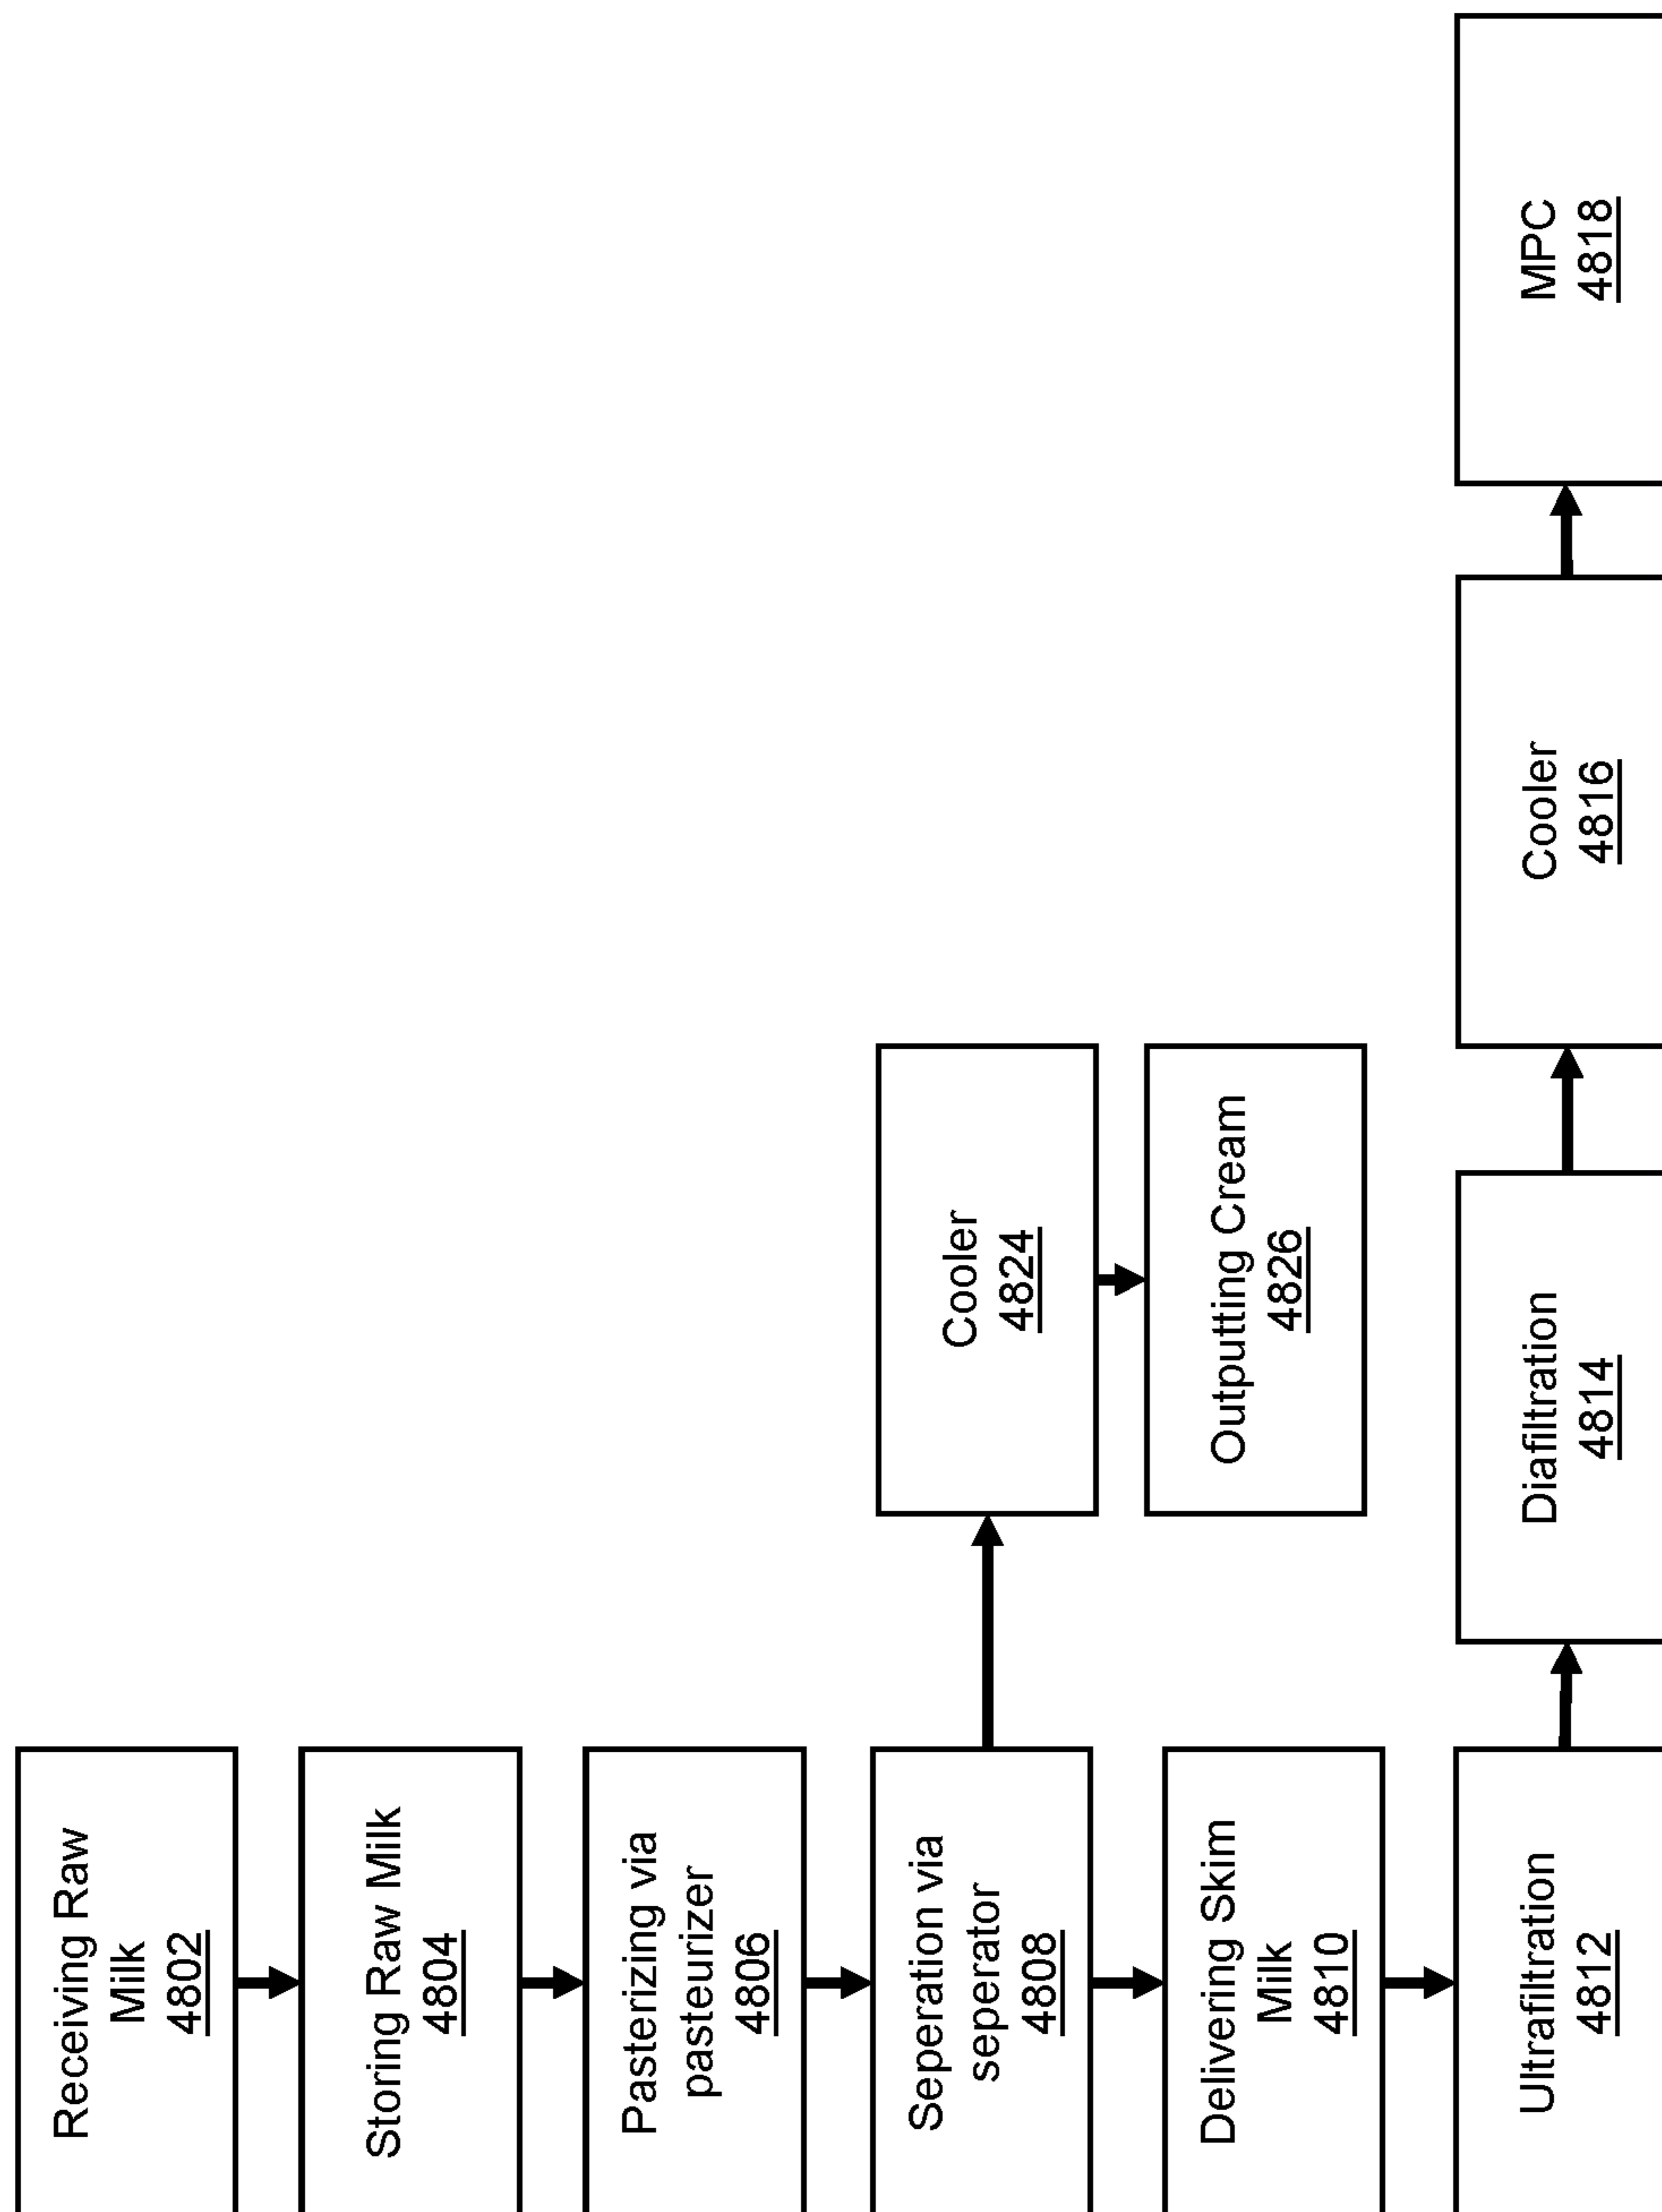 Receiving Raw
Milk
4802
Storing Raw Milk
4804
Pasterizing via
pasteurizer
4806
Seperation via
seperator
4808
Cooler
4824
Outputting Cream
4826
Delivering Skim
Milk
4810
Ultrafiltration
4812
Diafiltration
4814
Cooler
4816
MPC
4818